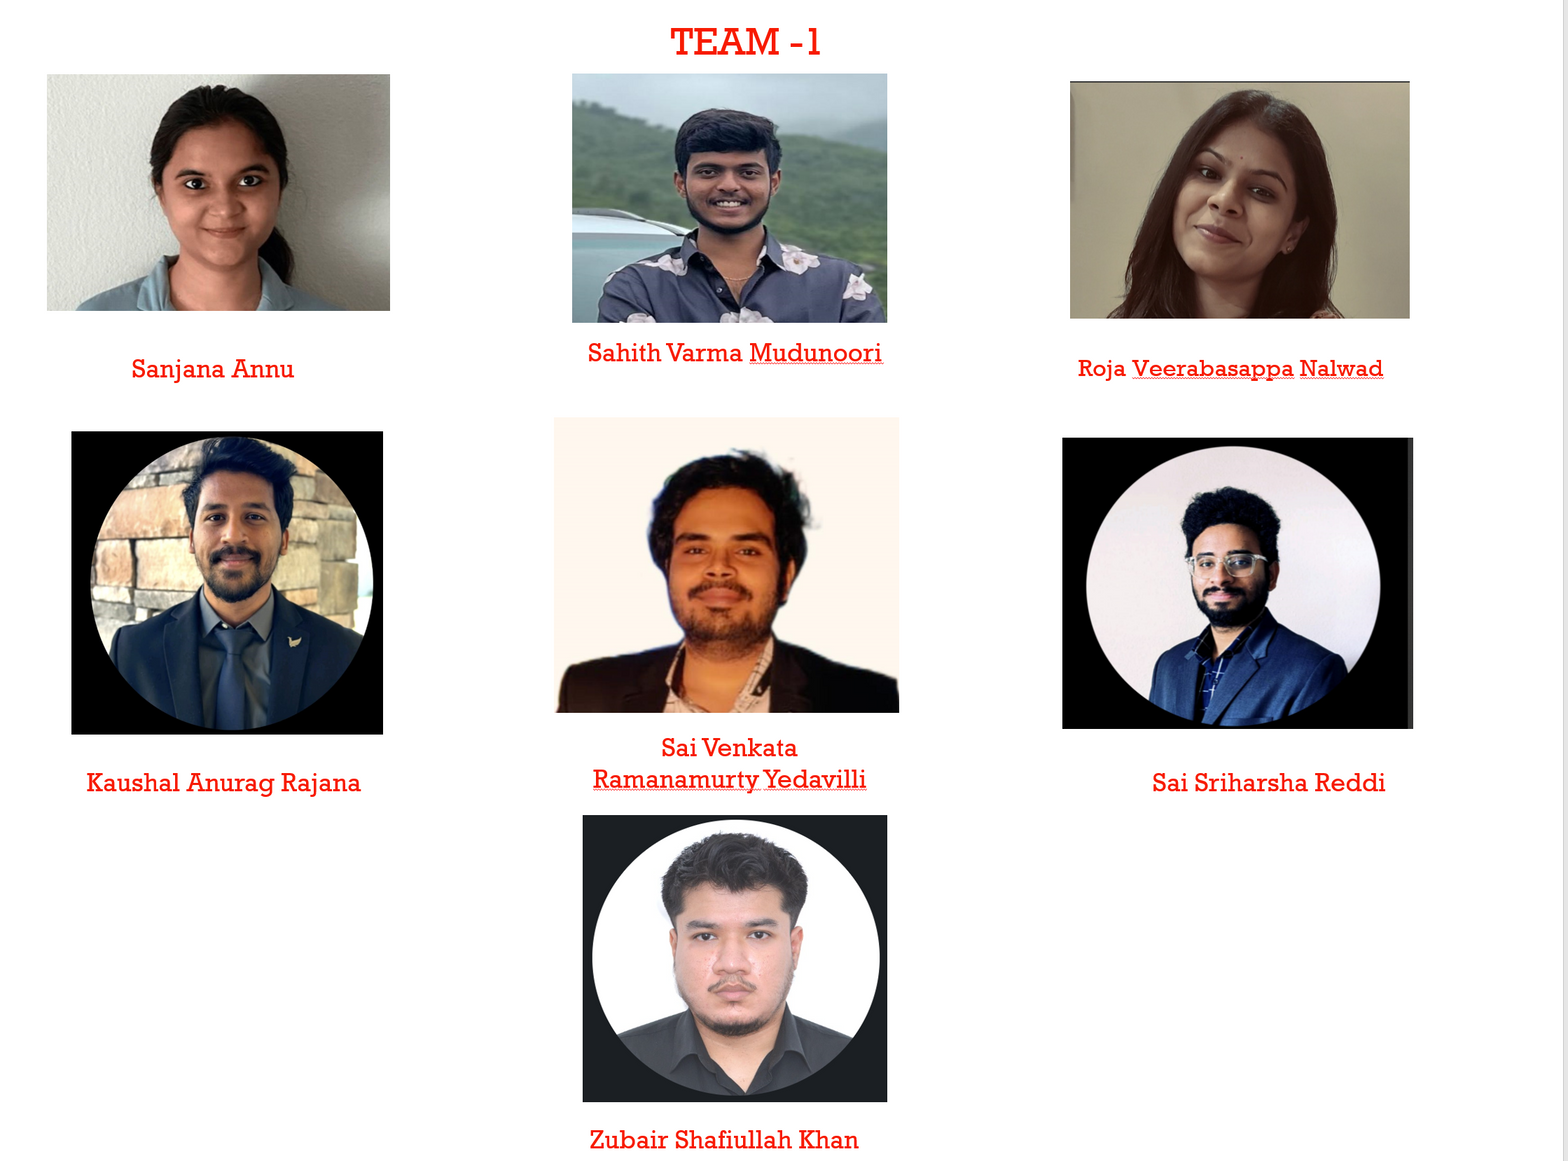 TEAM -1
Sanjana Annu
Sahith Varma Mudunoori
Roja Veerabasappa Nalwad
Kaushal Anurag Rajana
Sai Venkata
Ramanamurty Yedavilli
Sai Sriharsha Reddi
Zubair Shafiullah Khan